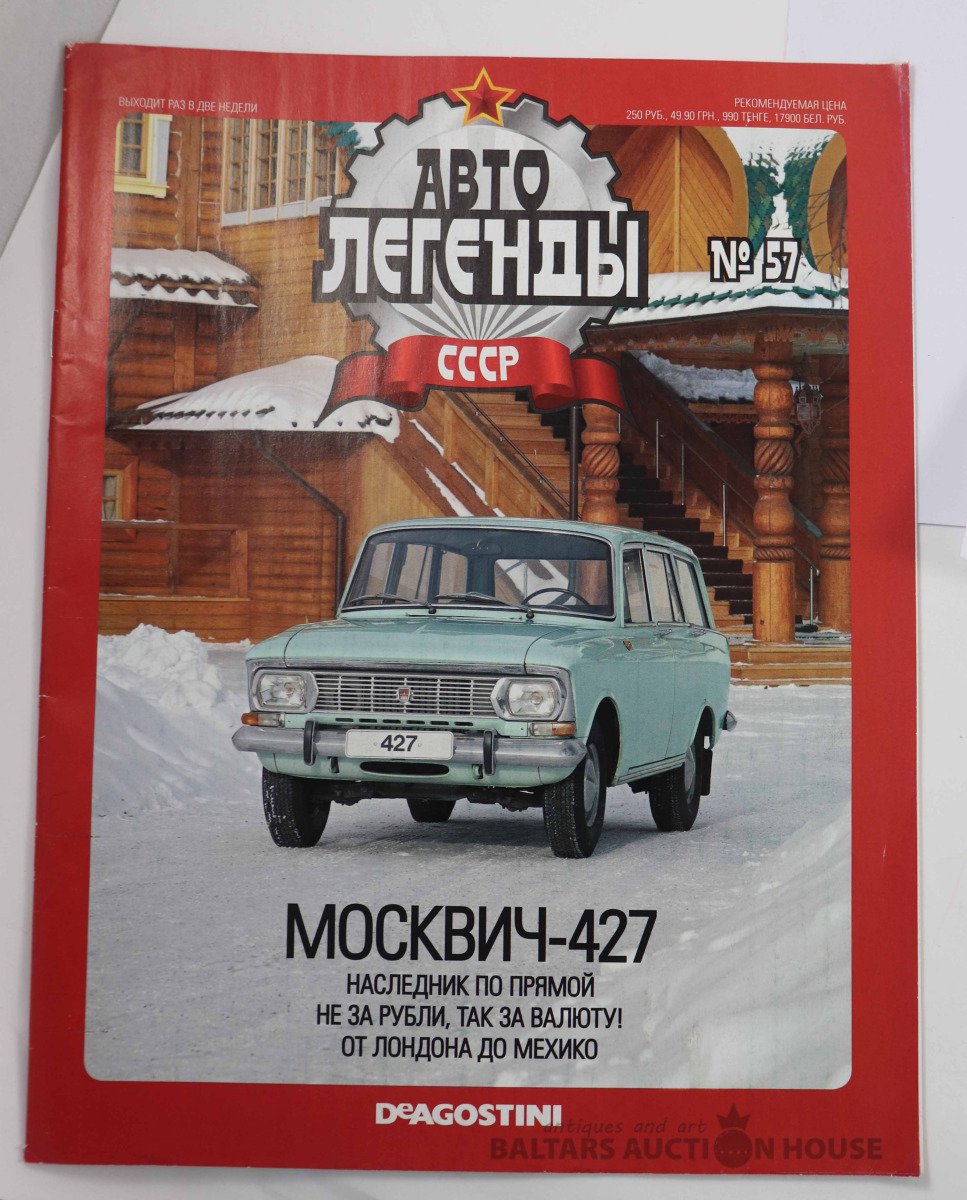 ВЫХОДИТ РАЗ В ДВЕ НЕДЕЛИ
РЕКОМЕНДУЕМАЯ ЦЕНА
250 РУБ., 49.90 ГРН., 990 ТЕНГЕ, 17900 БЕЛ. РУБ.
АВТО
ЛЕГЕНДЫ
СССР
№ 57
427
МОСКВИЧ-427
НАСЛЕДНИК ПО ПРЯМОЙ
НЕ ЗА РУБЛИ, ТАК ЗА ВАЛЮТУ!
ОТ ЛОНДОНА ДО МЕХИКО
DeAGOSTINI
antiques and art
BALTARS AUCTION HOUSE